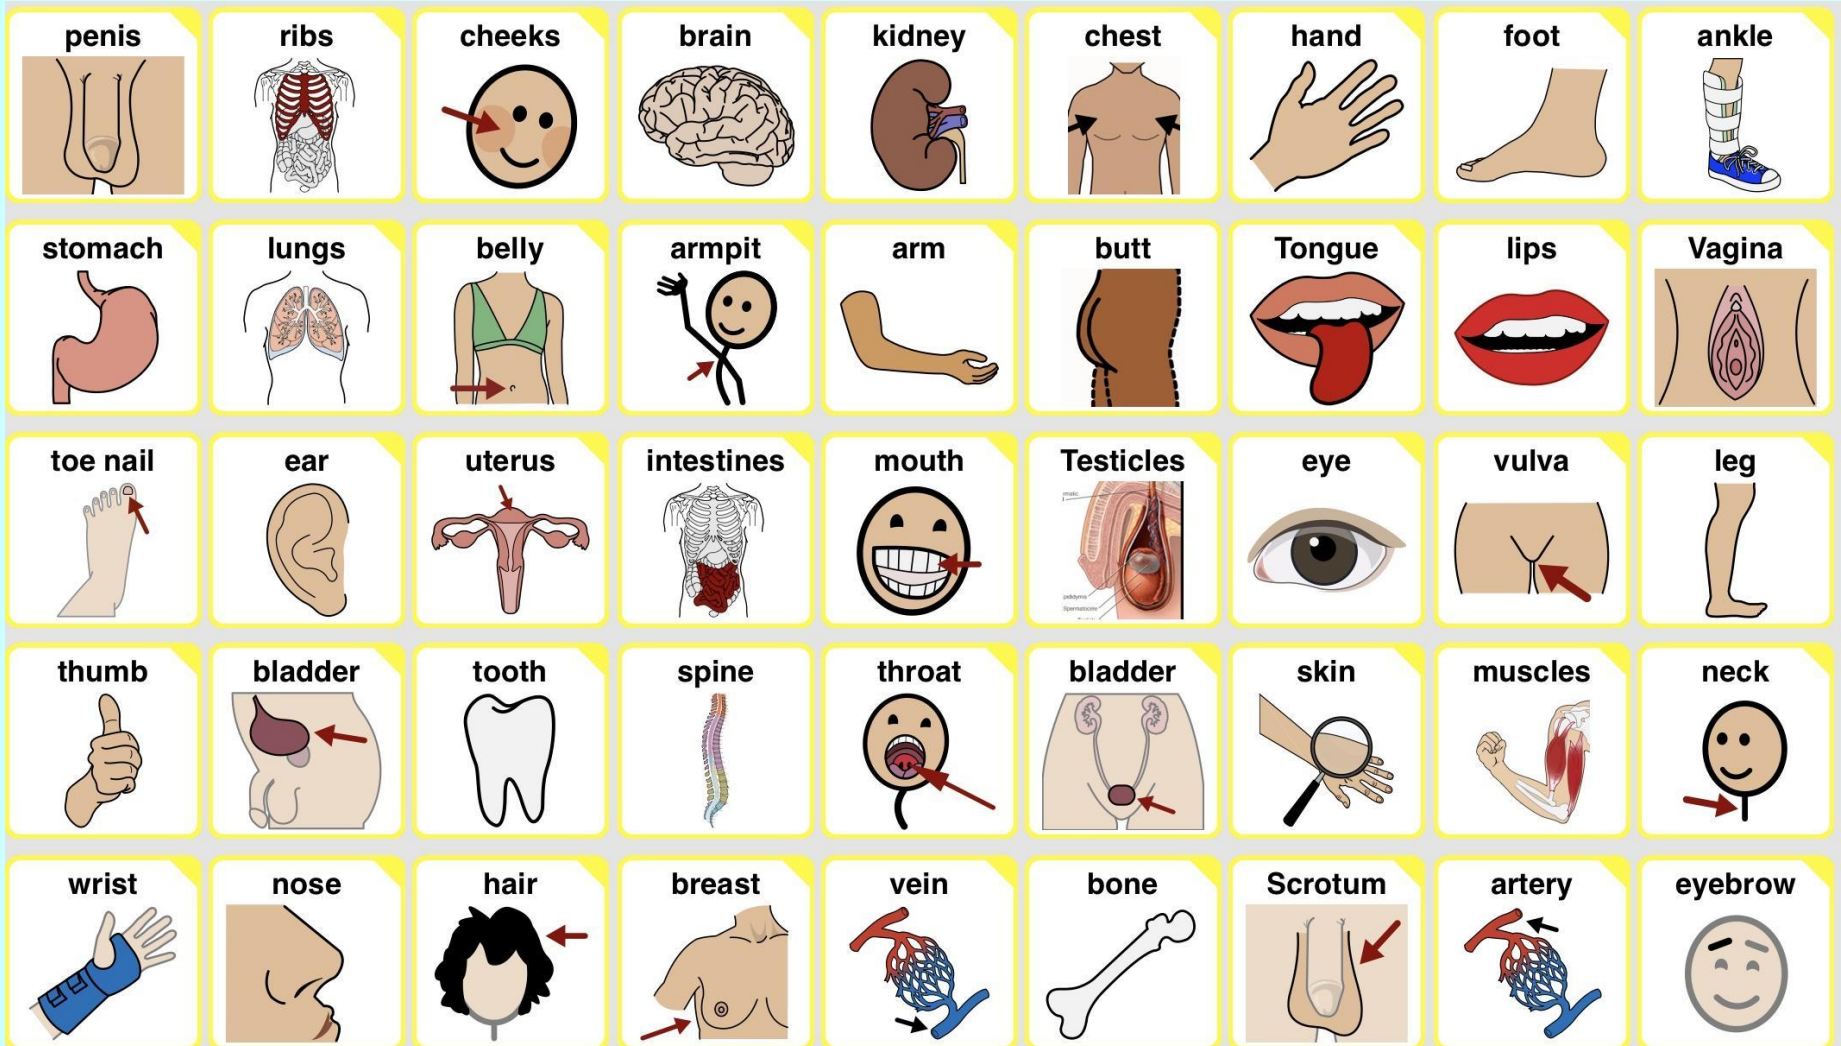 penis
ribs
cheeks
brain
kidney
chest
hand
foot
ankle
stomach
lungs
belly
armpit
arm
butt
Tongue
lips
Vagina
toe nail
ear
uterus
intestines
mouth
Testicles
eye
vulva
leg
thumb
bladder
tooth
spine
throat
bladder
skin
muscles
neck
wrist
nose
hair
breast
vein
bone
Scrotum
artery
eyebrow